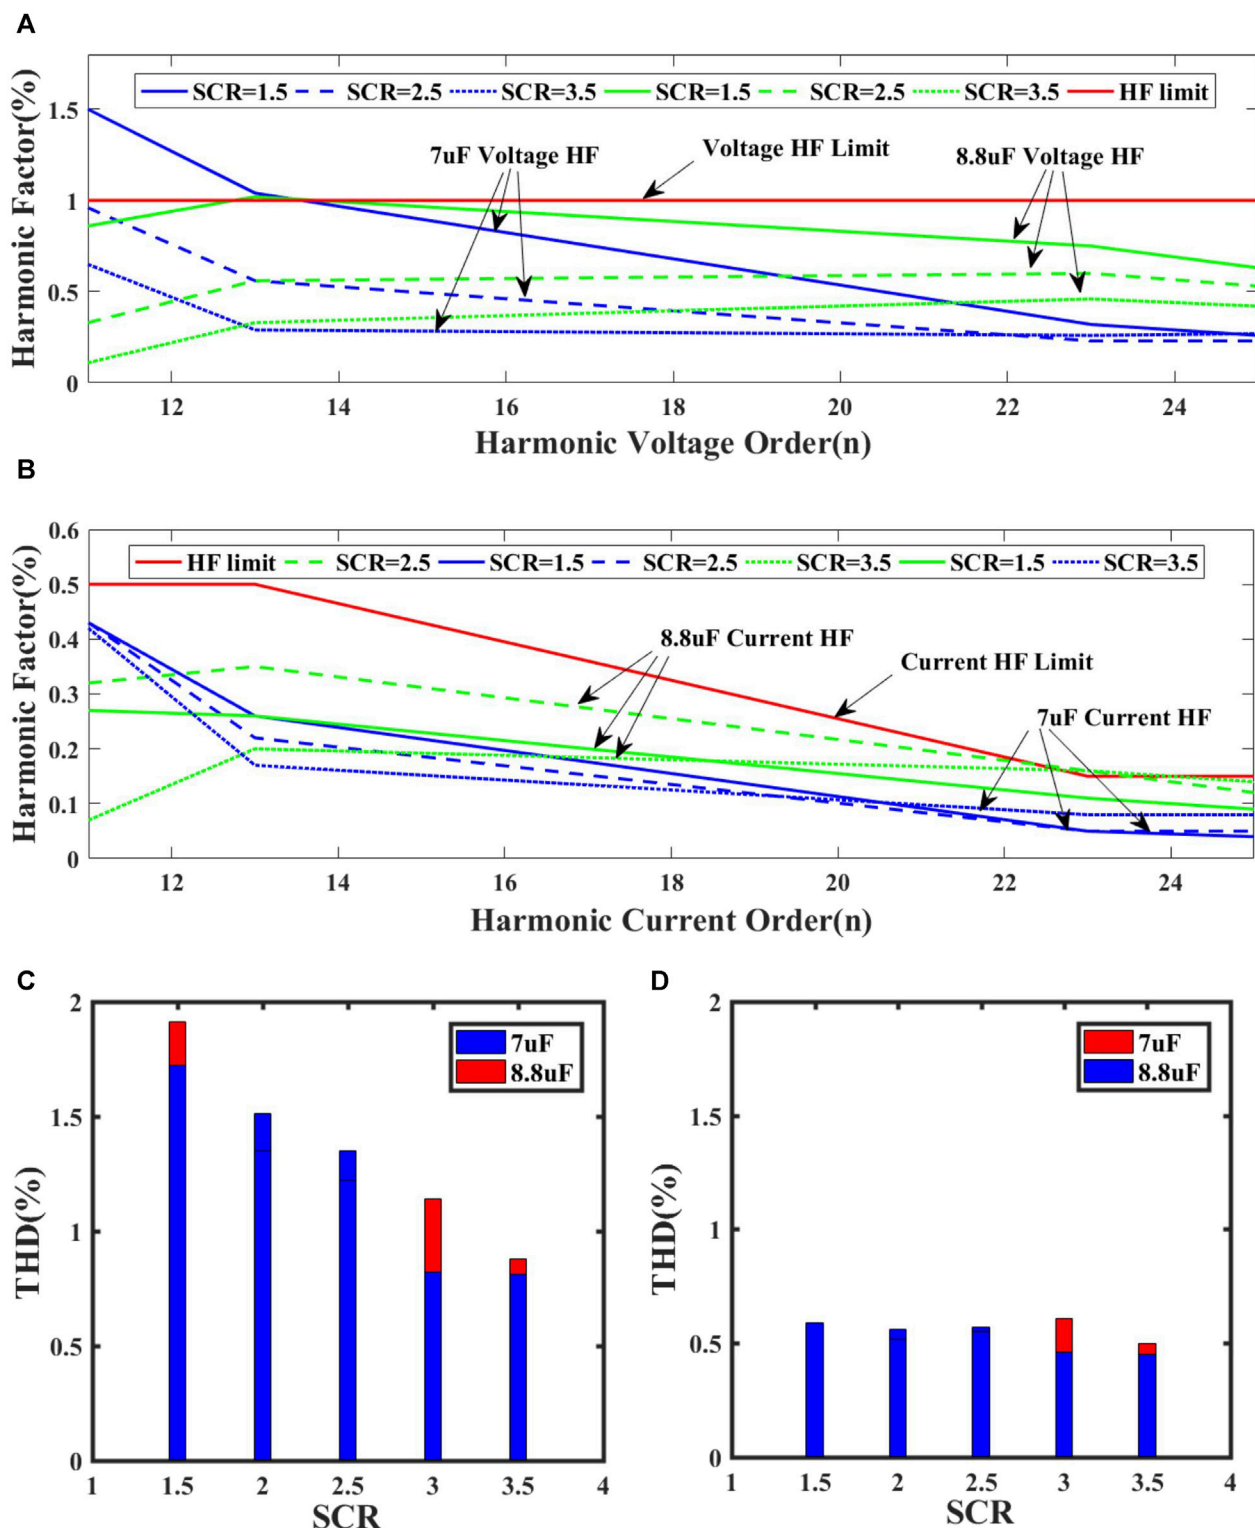 A
SCR=1.5 SCR=2.5 SCR=3.5 SCR=1.5 SCR=2.5 SCR=3.5 HF limit
7uF Voltage HF
Voltage HF Limit
8.8uF Voltage HF
Harmonic Factor(%)
1.5
1
0.5
0
12 14 16 18 20 22 24
Harmonic Voltage Order(n)
B
HF limit SCR=2.5 SCR=1.5 SCR=2.5 SCR=3.5 SCR=1.5 SCR=3.5
8.8uF Current HF
Current HF Limit
7uF Current HF
Harmonic Factor(%)
0.6
0.5
0.4
0.3
0.2
0.1
0
12 14 16 18 20 22 24
Harmonic Current Order(n)
C
7uF
8.8uF
THD(%)
2
1.5
1
0.5
0
1 1.5 2 2.5 3 3.5 4
SCR
D
7uF
8.8uF
THD(%)
2
1.5
1
0.5
0
1 1.5 2 2.5 3 3.5 4
SCR